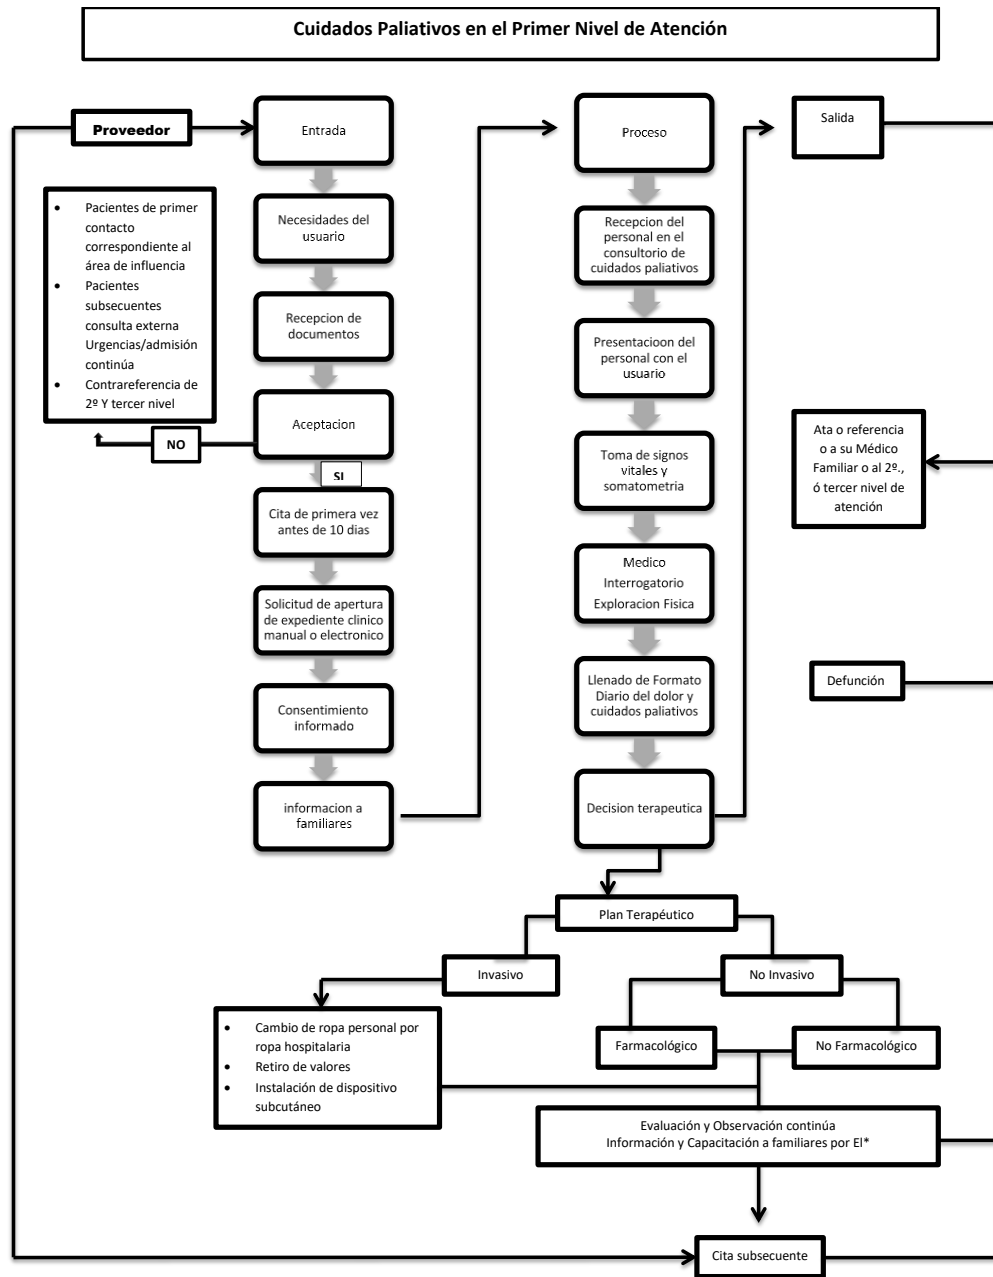 Cuidados Paliativos en el Primer Nivel de Atención
Proveedor
Entrada
Proceso
Salida
• Pacientes de primer
contacto
correspondiente al
área de influencia
• Pacientes
subsecuentes
consulta externa
Urgencias/admisión
continúa
• Contrareferencia de
2º Y tercer nivel
Necesidades del
usuario
Recepcion de
documentos
Aceptacion
NO
SI
Cita de primera vez
antes de 10 dias
Solicitud de apertura
de expediente clinico
manual o electronico
Consentimiento
informado
informacion a
familiares
Recepcion del
personal en el
consultorio de
cuidados paliativos
Presentacioon del
personal con el
usuario
Toma de signos
vitales y
somatometria
Medico
Interrogatorio
Exploracion Fisica
Llenado de Formato
Diario del dolor y
cuidados paliativos
Decision terapeutica
Ata o referencia
o a su Médico
Familiar o al 2º.,
ó tercer nivel de
atención
Defunción
Plan Terapéutico
Invasivo
No Invasivo
• Cambio de ropa personal por
ropa hospitalaria
• Retiro de valores
• Instalación de dispositivo
subcutáneo
Farmacológico
No Farmacológico
Evaluación y Observación continúa
Información y Capacitación a familiares por El*
Cita subsecuente